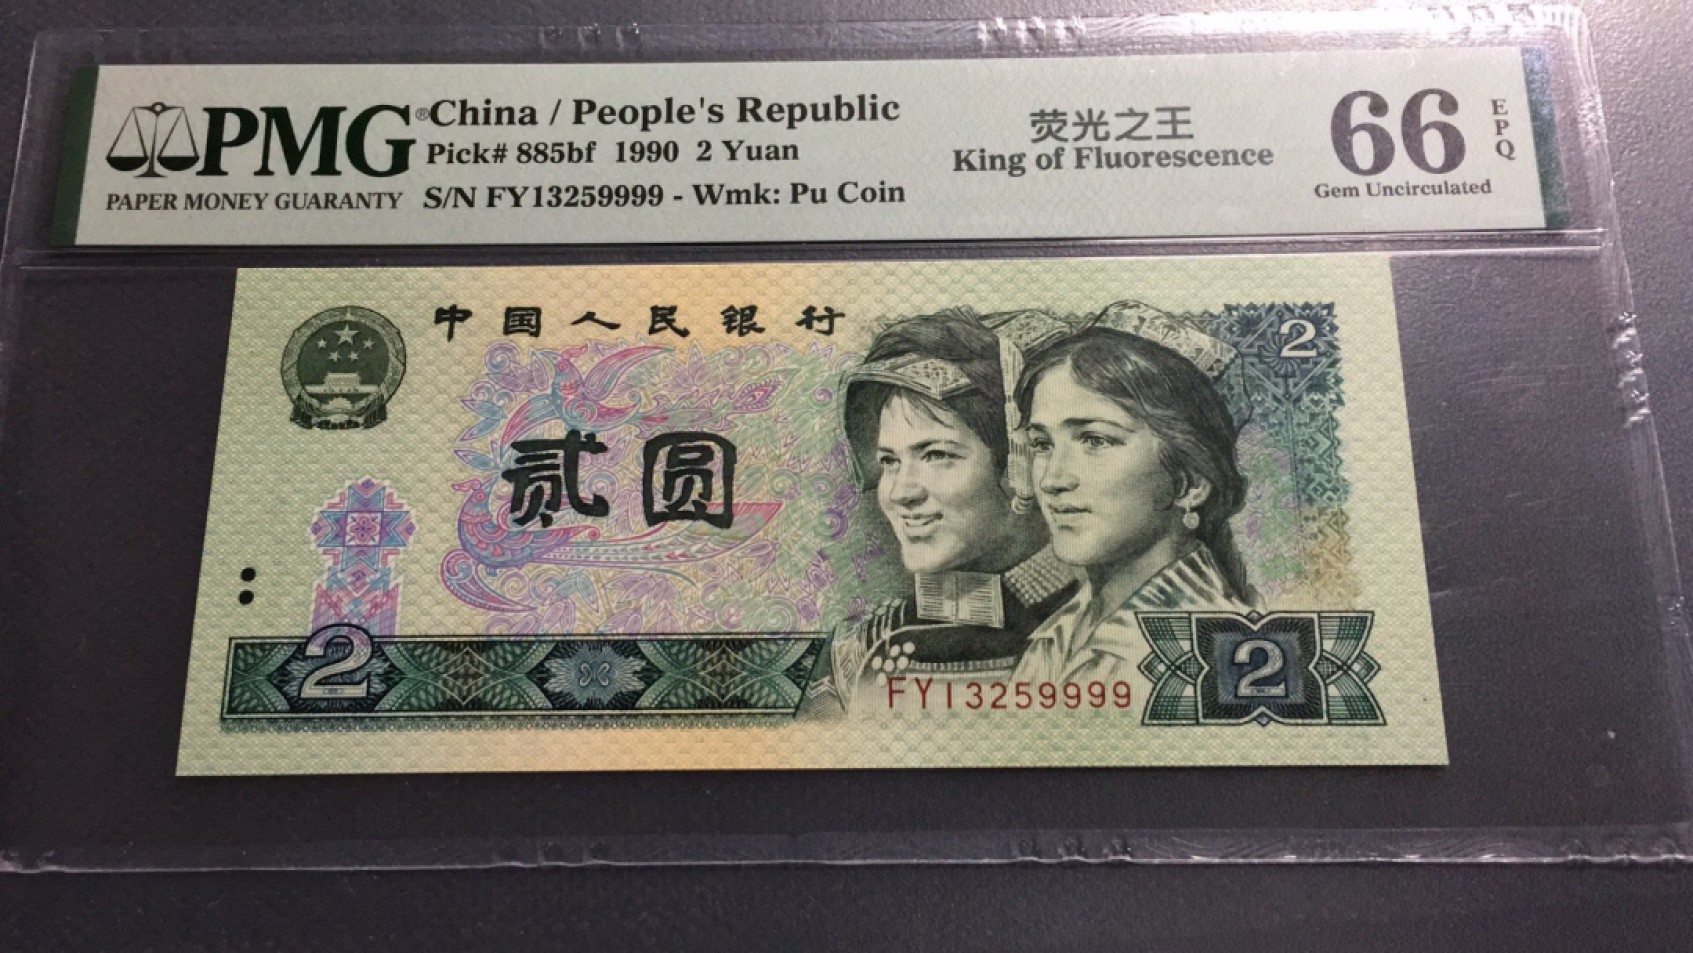 PMG®
PAPER MONEY GUARANTY
China / People's Republic
Pick# 885bf 1990 2 Yuan
S/N FY13259999 - Wmk: Pu Coin
荧光之王
King of Fluorescence
66
EPQ
Gem Uncirculated
中国人民银行
2
贰圆
2
FY13259999
2